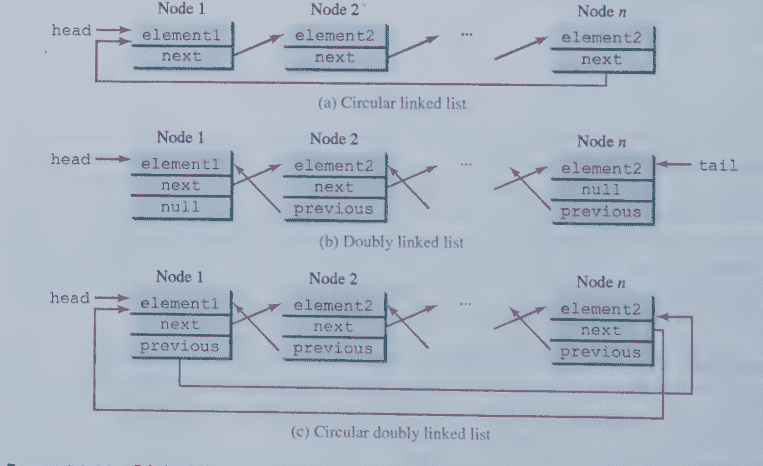 Node 1 Node 2 Node n
head element1 element2 ... element2
next next next
(a) Circular linked list
Node 1 Node 2 Node n
head element1 element2 ... element2 tail
next next null
null previous previous
(b) Doubly linked list
Node 1 Node 2 Node n
head element1 element2 ... element2
next next next
previous previous previous
(c) Circular doubly linked list